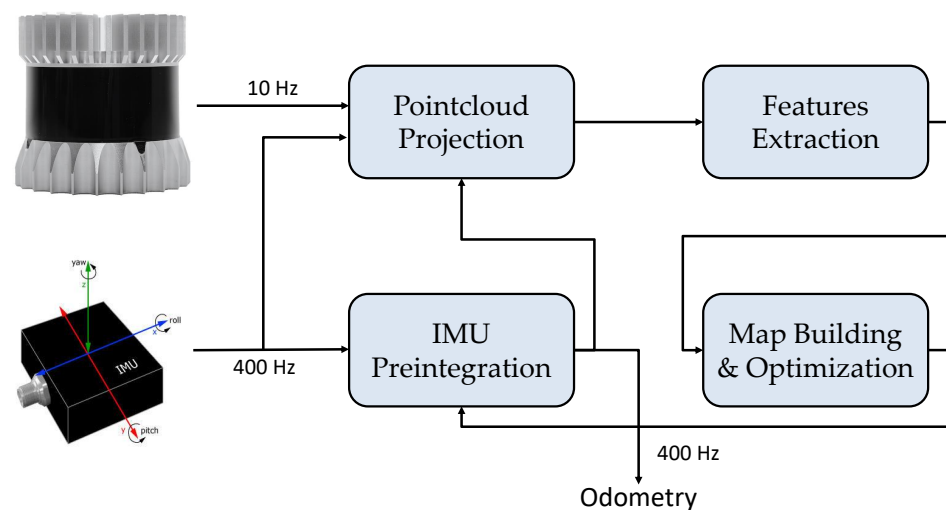 10 Hz
Pointcloud
Projection
Features
Extraction
yaw
z
roll
x
IMU
y
pitch
400 Hz
IMU
Preintegration
Map Building
& Optimization
400 Hz
Odometry